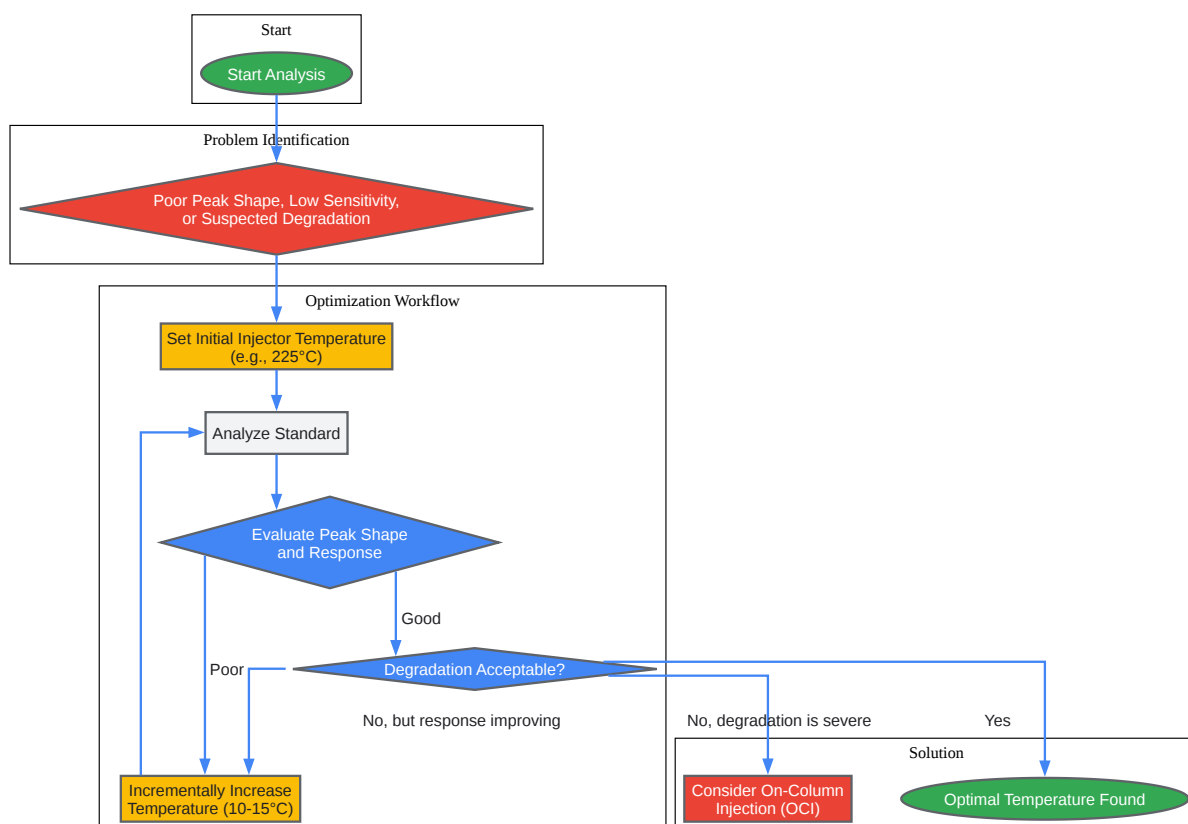 Start
Start Analysis
Problem Identification
Poor Peak Shape, Low Sensitivity,
or Suspected Degradation
Optimization Workflow
Set Initial Injector Temperature
(e.g., 225°C)
Analyze Standard
Evaluate Peak Shape
and Response
Good
Poor
Degradation Acceptable?
No, but response improving
No, degradation is severe
Yes
Solution
Incrementally Increase
Temperature (10-15°C)
Consider On-Column
Injection (OCI)
Optimal Temperature Found